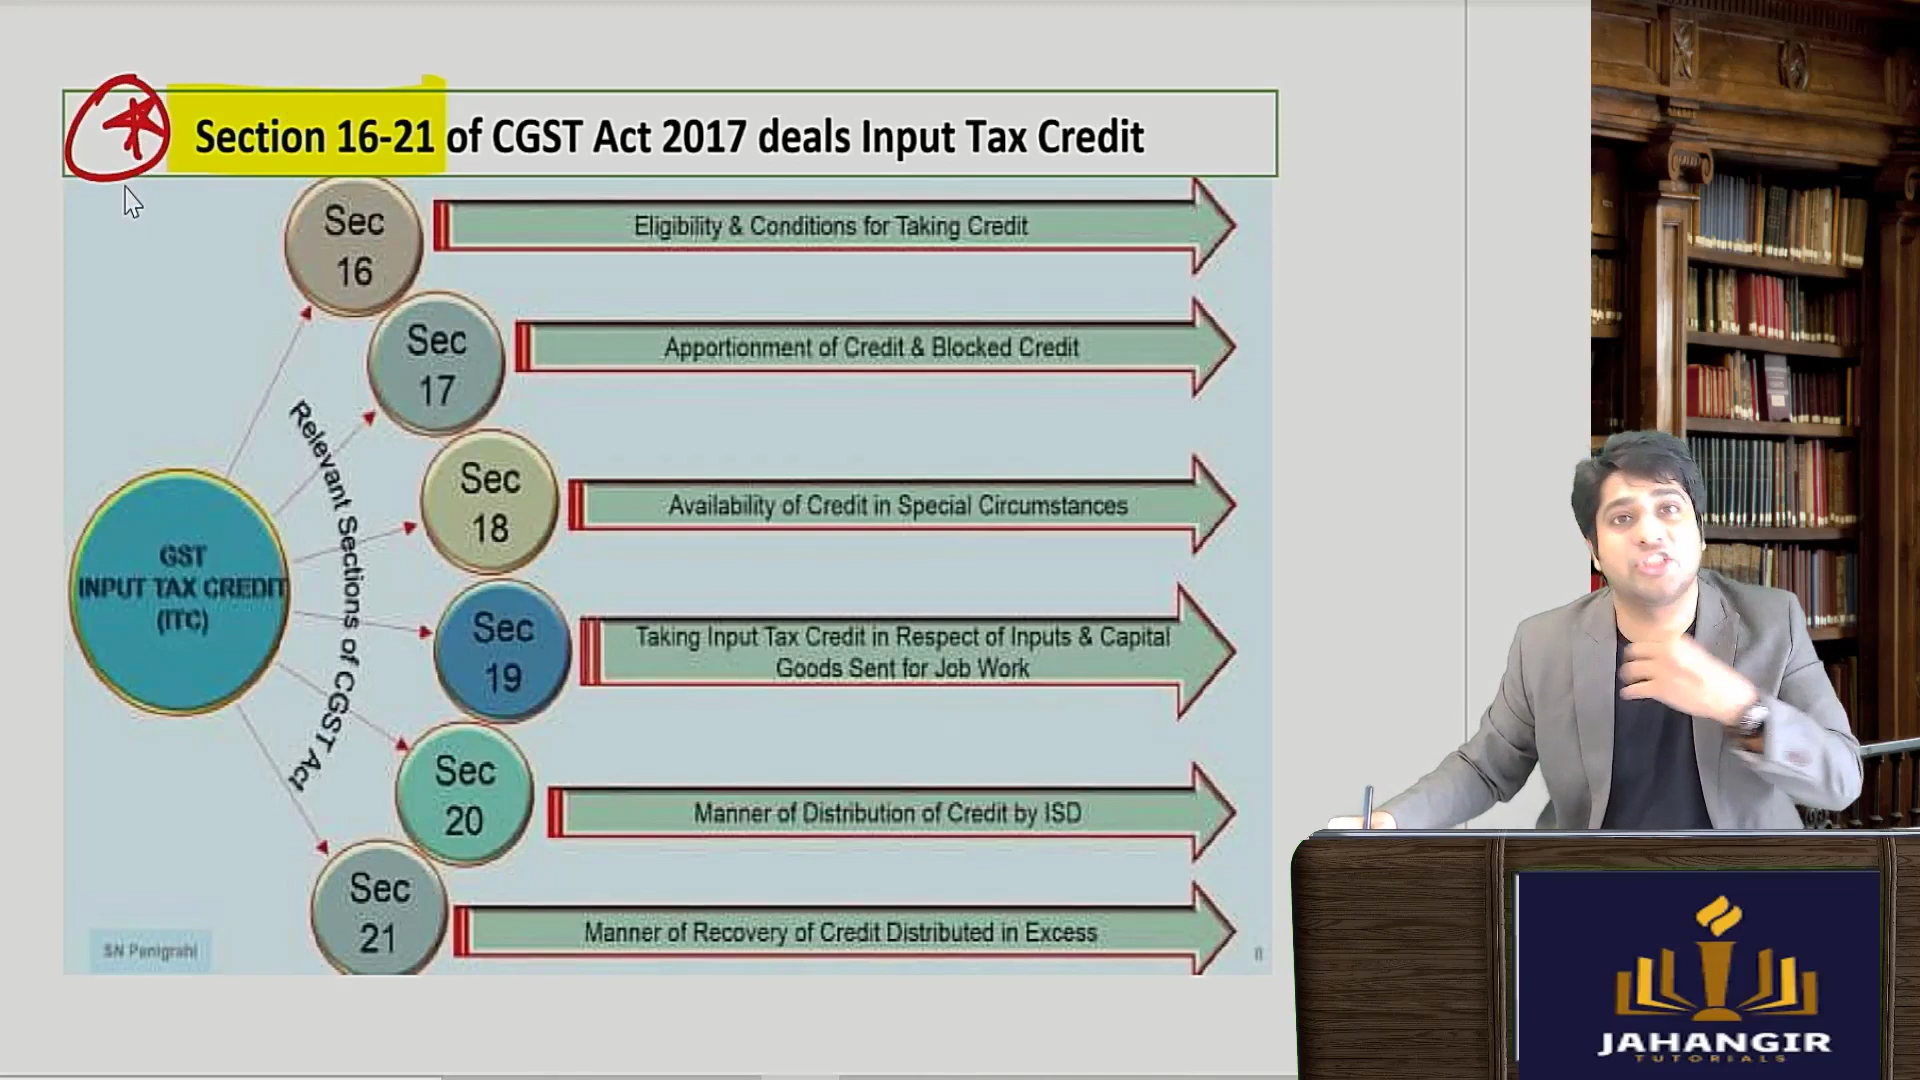 Section 16-21 of CGST Act 2017 deals Input Tax Credit
Sec
16
Eligibility & Conditions for Taking Credit
Sec
17
Apportionment of Credit & Blocked Credit
Sec
18
Availability of Credit in Special Circumstances
Sec
19
Taking Input Tax Credit in Respect of Inputs & Capital
Goods Sent for Job Work
Sec
20
Manner of Distribution of Credit by ISD
Sec
21
Manner of Recovery of Credit Distributed in Excess
GST
INPUT TAX CREDIT
(ITC)
Relevant Sections of CGST Act
SN Panigrahi
JAHANGIR
TUTORIALS